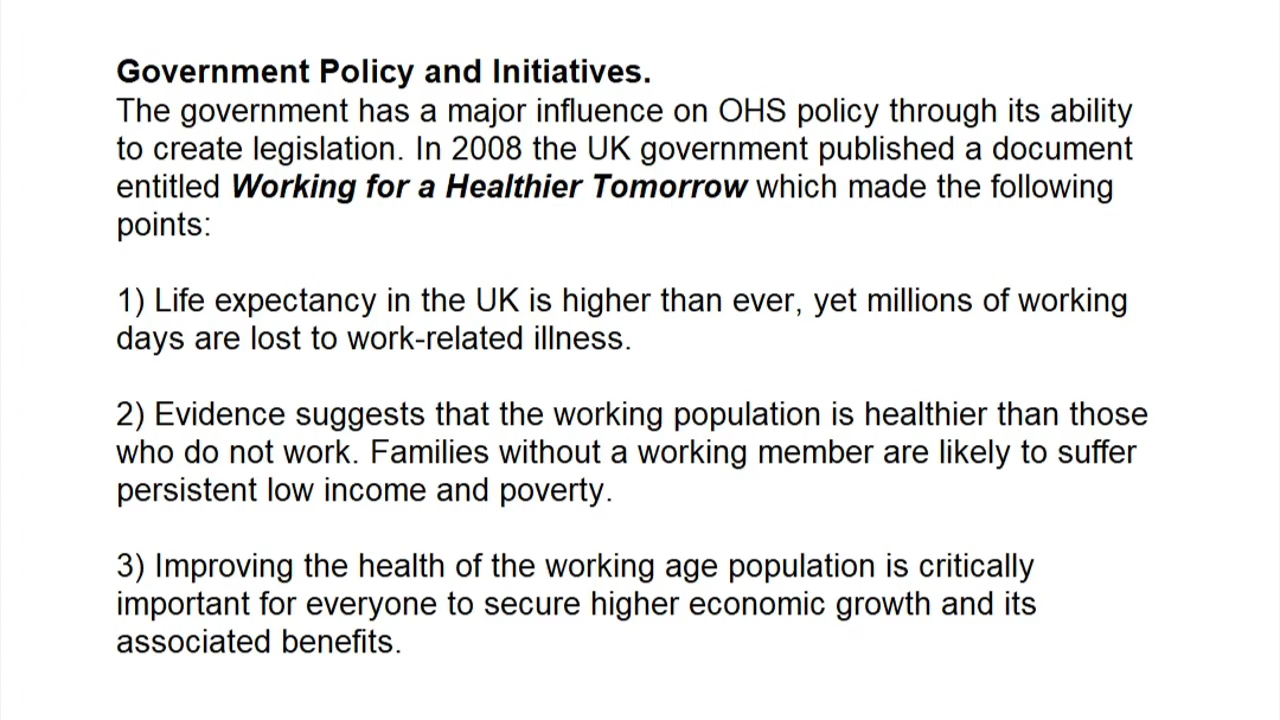 Government Policy and Initiatives.
The government has a major influence on OHS policy through its ability
to create legislation. In 2008 the UK government published a document
entitled Working for a Healthier Tomorrow which made the following
points:
1) Life expectancy in the UK is higher than ever, yet millions of working
days are lost to work-related illness.
2) Evidence suggests that the working population is healthier than those
who do not work. Families without a working member are likely to suffer
persistent low income and poverty.
3) Improving the health of the working age population is critically
important for everyone to secure higher economic growth and its
associated benefits.